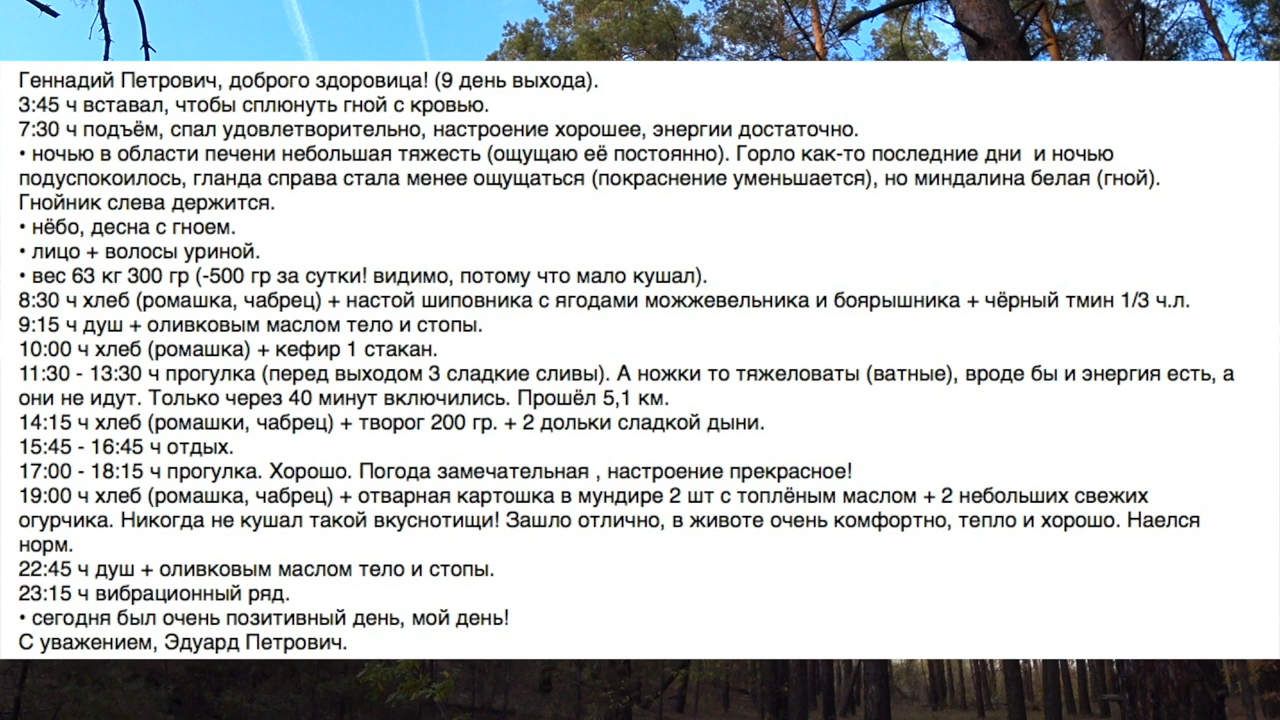 Геннадий Петрович, доброго здоровица! (9 день выхода).
3:45 ч вставал, чтобы сплюнуть гной с кровью.
7:30 ч подъём, спал удовлетворительно, настроение хорошее, энергии достаточно.
• ночью в области печени небольшая тяжесть (ощущаю её постоянно). Горло как-то последние дни  и ночью
подуспокоилось, гланда справа стала менее ощущаться (покраснение уменьшается), но миндалина белая (гной).
Гнойник слева держится.
• нёбо, десна с гноем.
• лицо + волосы уриной.
• вес 63 кг 300 гр (-500 гр за сутки! видимо, потому что мало кушал).
8:30 ч хлеб (ромашка, чабрец) + настой шиповника с ягодами можжевельника и боярышника + чёрный тмин 1/3 ч.л.
9:15 ч душ + оливковым маслом тело и стопы.
10:00 ч хлеб (ромашка) + кефир 1 стакан.
11:30 - 13:30 ч прогулка (перед выходом 3 сладкие сливы). А ножки то тяжеловаты (ватные), вроде бы и энергия есть, а
они не идут. Только через 40 минут включились. Прошёл 5,1 км.
14:15 ч хлеб (ромашки, чабрец) + творог 200 гр. + 2 дольки сладкой дыни.
15:45 - 16:45 ч отдых.
17:00 - 18:15 ч прогулка. Хорошо. Погода замечательная , настроение прекрасное!
19:00 ч хлеб (ромашка, чабрец) + отварная картошка в мундире 2 шт с топлёным маслом + 2 небольших свежих
огурчика. Никогда не кушал такой вкуснотищи! Зашло отлично, в животе очень комфортно, тепло и хорошо. Наелся
норм.
22:45 ч душ + оливковым маслом тело и стопы.
23:15 ч вибрационный ряд.
• сегодня был очень позитивный день, мой день!
С уважением, Эдуард Петрович.